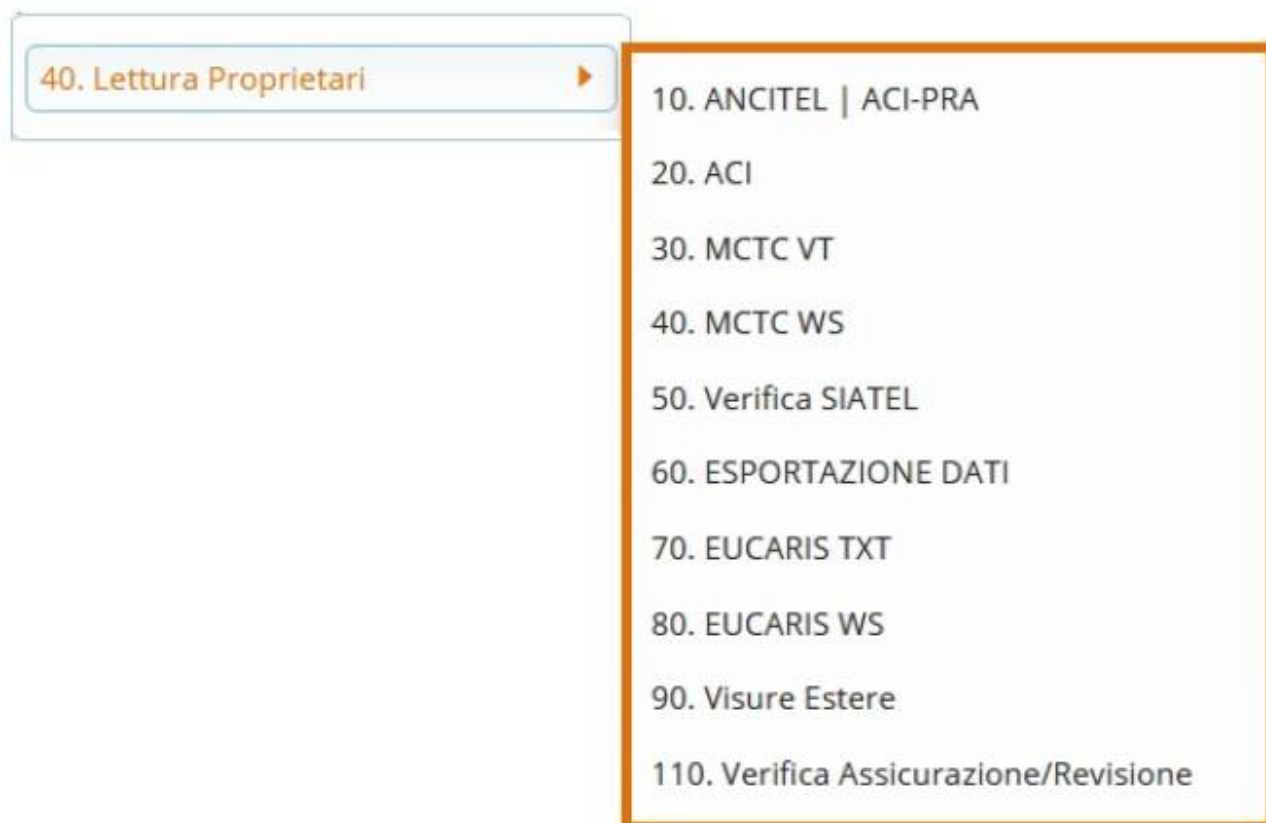 40. Lettura Proprietari
10. ANCITEL | ACI-PRA
20. ACI
30. MCTC VT
40. MCTC WS
50. Verifica SIATEL
60. ESPORTAZIONE DATI
70. EUCARIS TXT
80. EUCARIS WS
90. Visure Estere
110. Verifica Assicurazione/Revisione